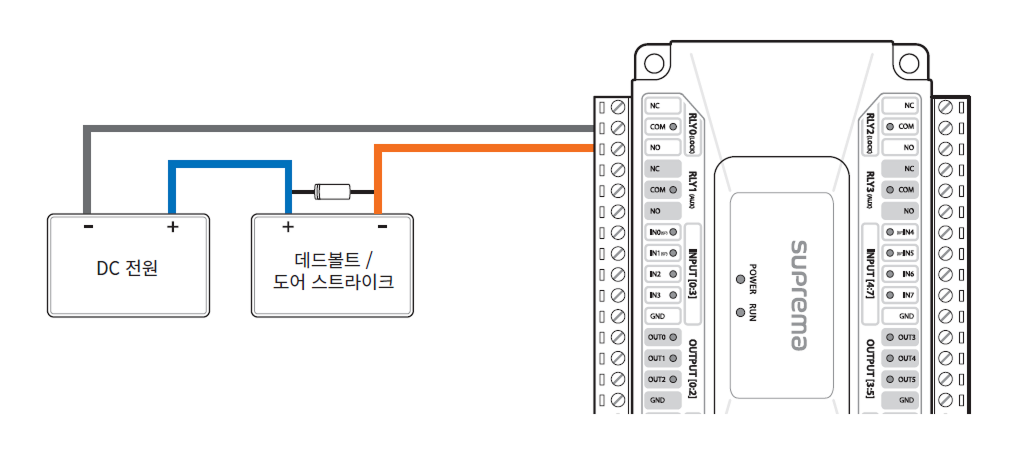 - +
DC 전원
+ -
데드볼트 /
도어 스트라이크
NC
COM
NO
RLY0 (LOCK)
NC
COM
NO
RLY1 (AUX)
IN0
IN1
IN2
IN3
GND
INPUT [0:3]
OUT0
OUT1
OUT2
GND
OUTPUT [0:2]
POWER
RUN
suprema
NC
COM
NO
RLY2 (LOCK)
NC
COM
NO
RLY3 (AUX)
IN4
IN5
IN6
IN7
GND
INPUT [4:7]
OUT3
OUT4
OUT5
GND
OUTPUT [3:5]